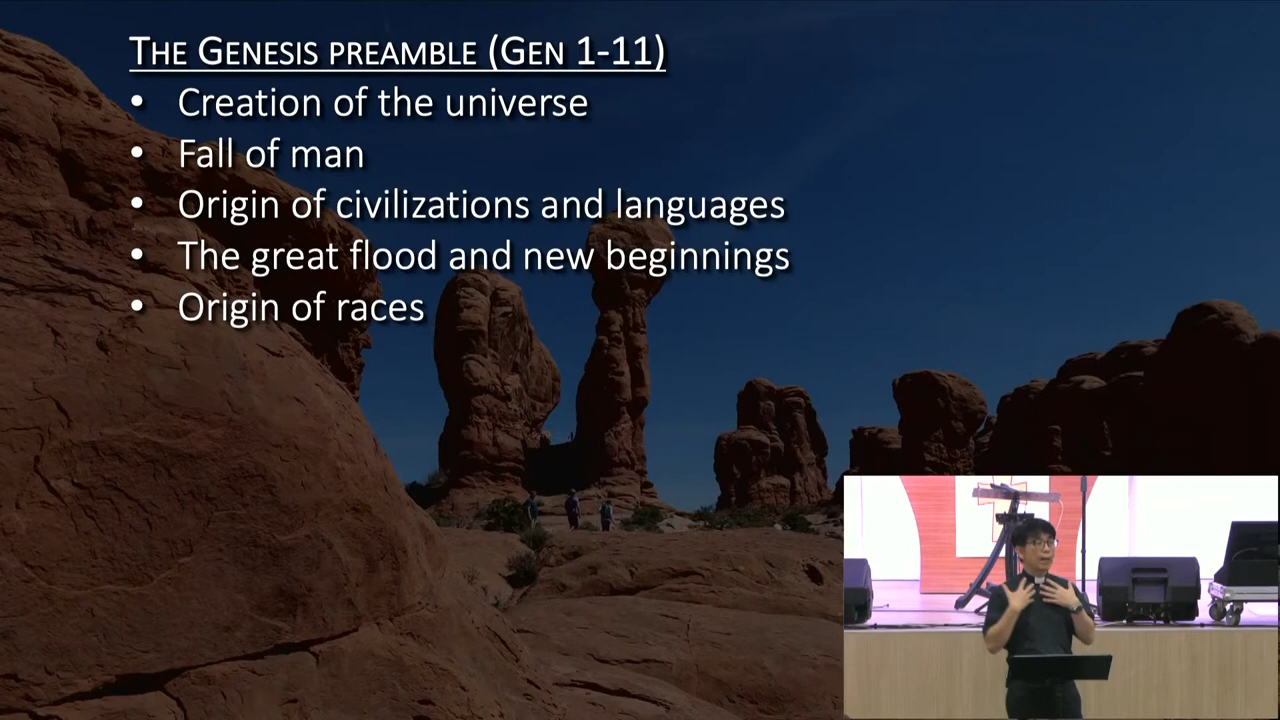 The Genesis preamble (Gen 1-11)
• Creation of the universe
• Fall of man
• Origin of civilizations and languages
• The great flood and new beginnings
• Origin of races